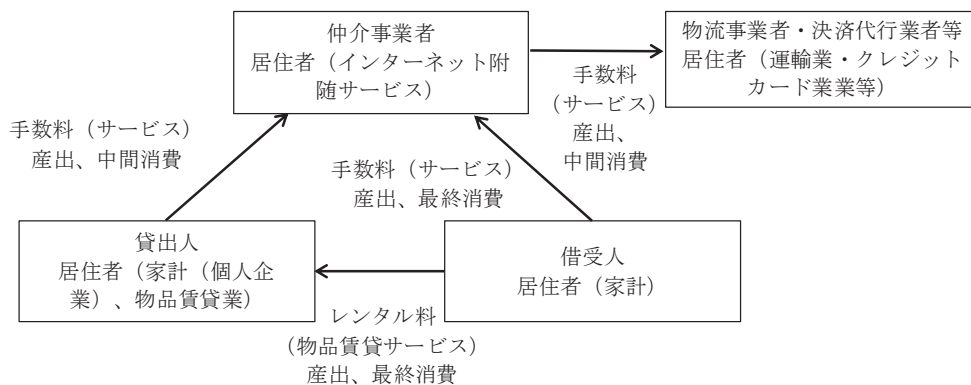 仲介事業者
居住者（インターネット附
随サービス）
物流事業者・決済代行業者等
居住者（運輸業・クレジット
カード業業等）
手数料
（サービス）
産出、
中間消費
手数料（サービス）
産出、中間消費
手数料（サービス）
産出、最終消費
貸出人
居住者（家計（個人企
業）、物品賃貸業）
借受人
居住者（家計）
レンタル料
（物品賃貸サービス）
産出、最終消費